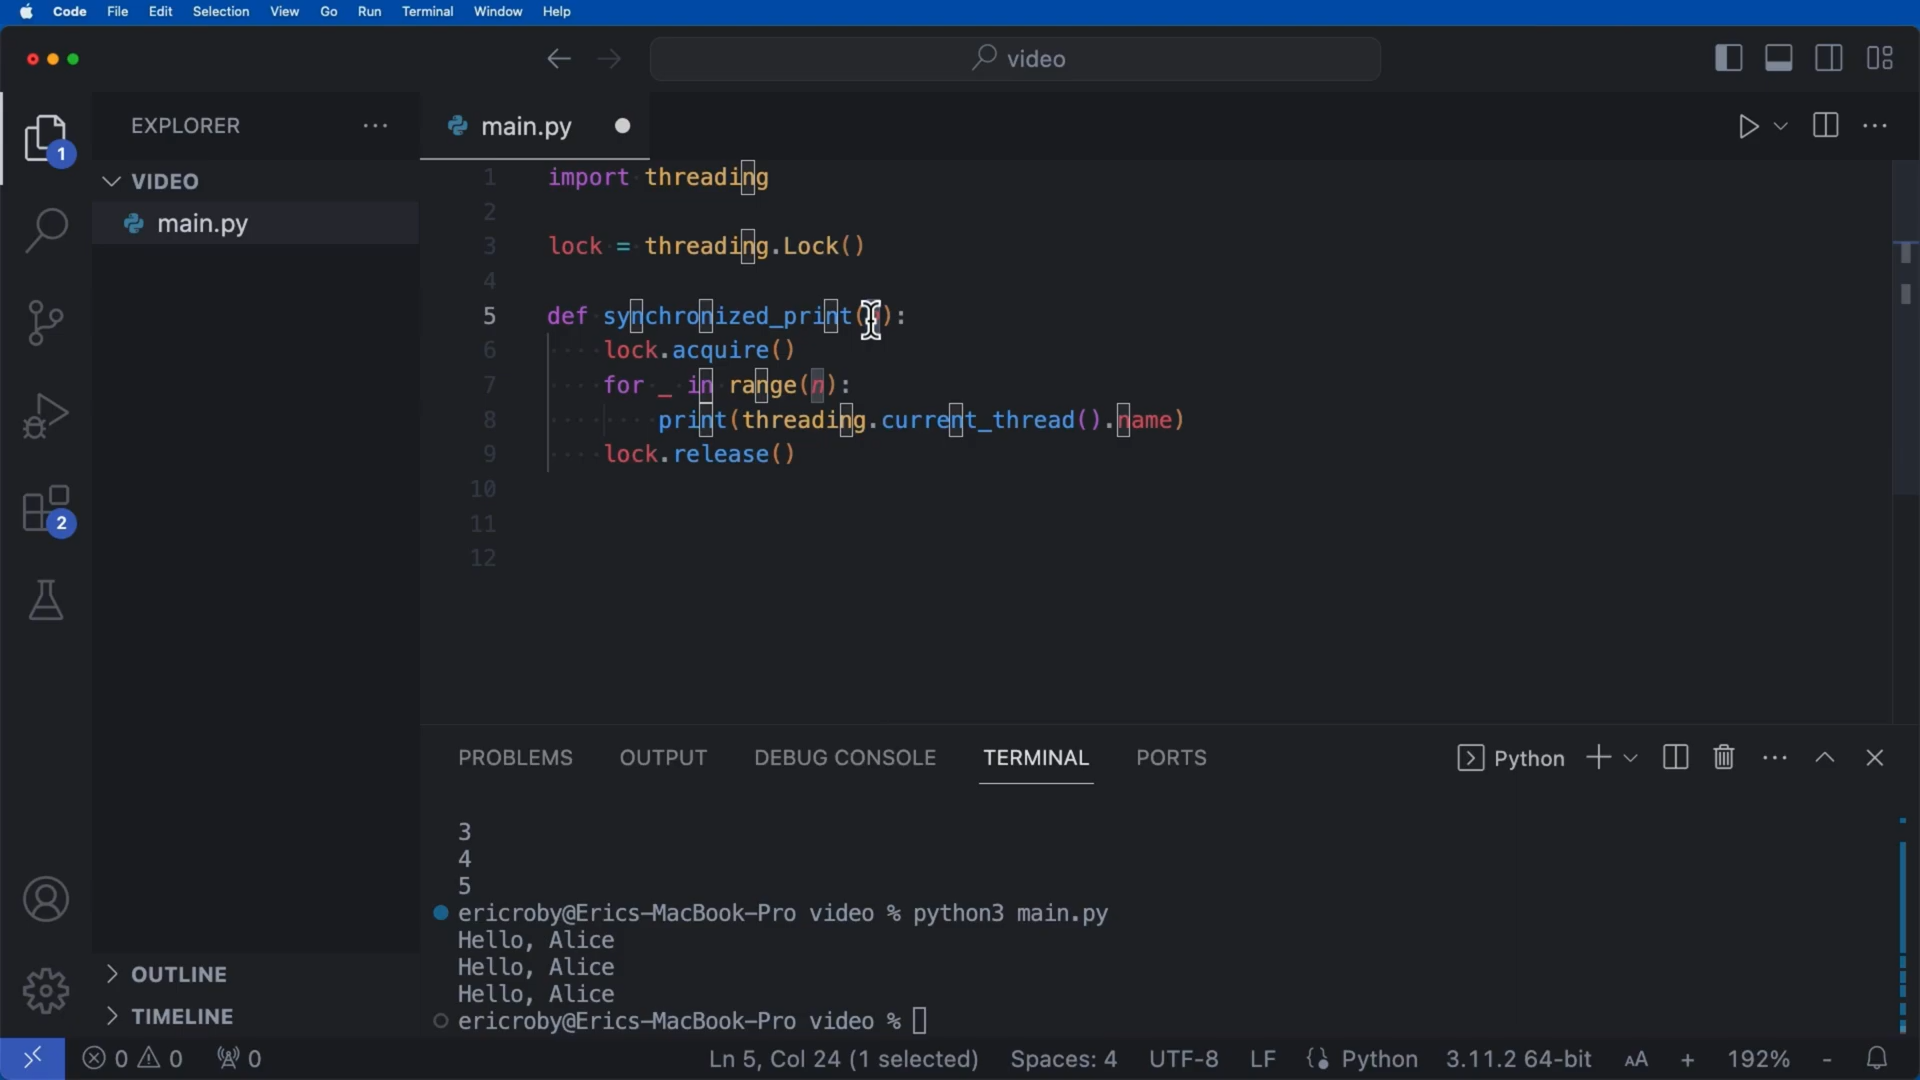 Code File Edit Selection View Go Run Terminal Window Help
video
EXPLORER
main.py
VIDEO
main.py
1
2
1 import threading
2
3 lock = threading.Lock()
4
5 def synchronized_print(n):
6 lock.acquire()
7 for _ in range(n):
8 print(threading.current_thread().name)
9 lock.release()
10
11
12
PROBLEMS OUTPUT DEBUG CONSOLE TERMINAL PORTS
Python
3
4
5
ericroby@Erics-MacBook-Pro video % python3 main.py
Hello, Alice
Hello, Alice
Hello, Alice
ericroby@Erics-MacBook-Pro video %
OUTLINE
TIMELINE
0 0 0 Ln 5, Col 24 (1 selected) Spaces: 4 UTF-8 LF Python 3.11.2 64-bit AA + 192% -